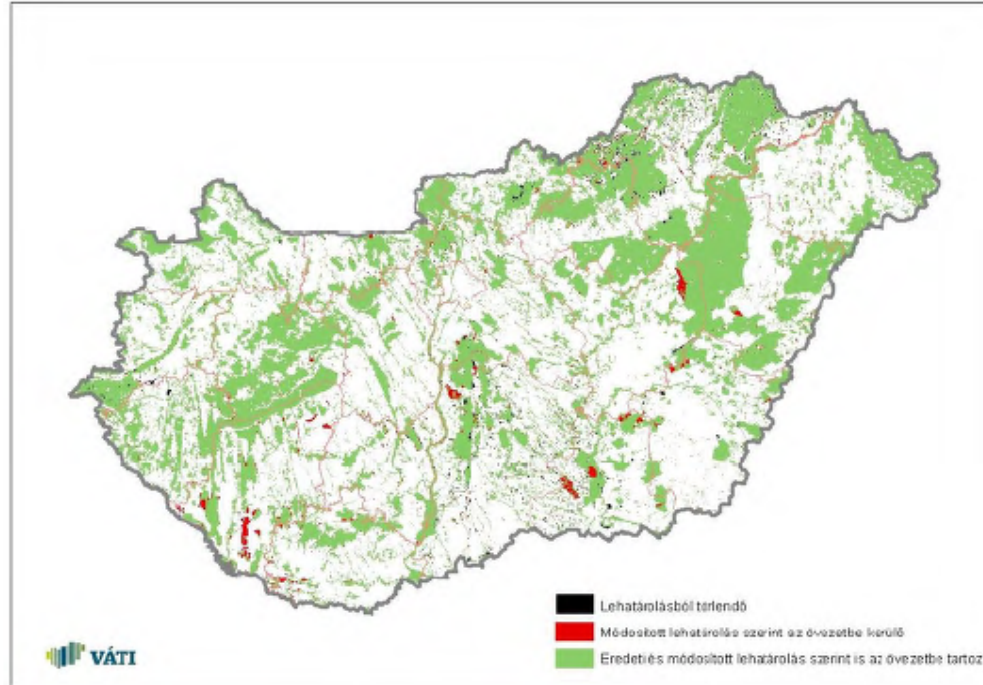 Lehatárolásból törlendő
Módosított lehatárolás szerint az övezetbe kerülő
Eredeti és módosított lehatárolás szerint is az övezetbe tartoz
VÁTI